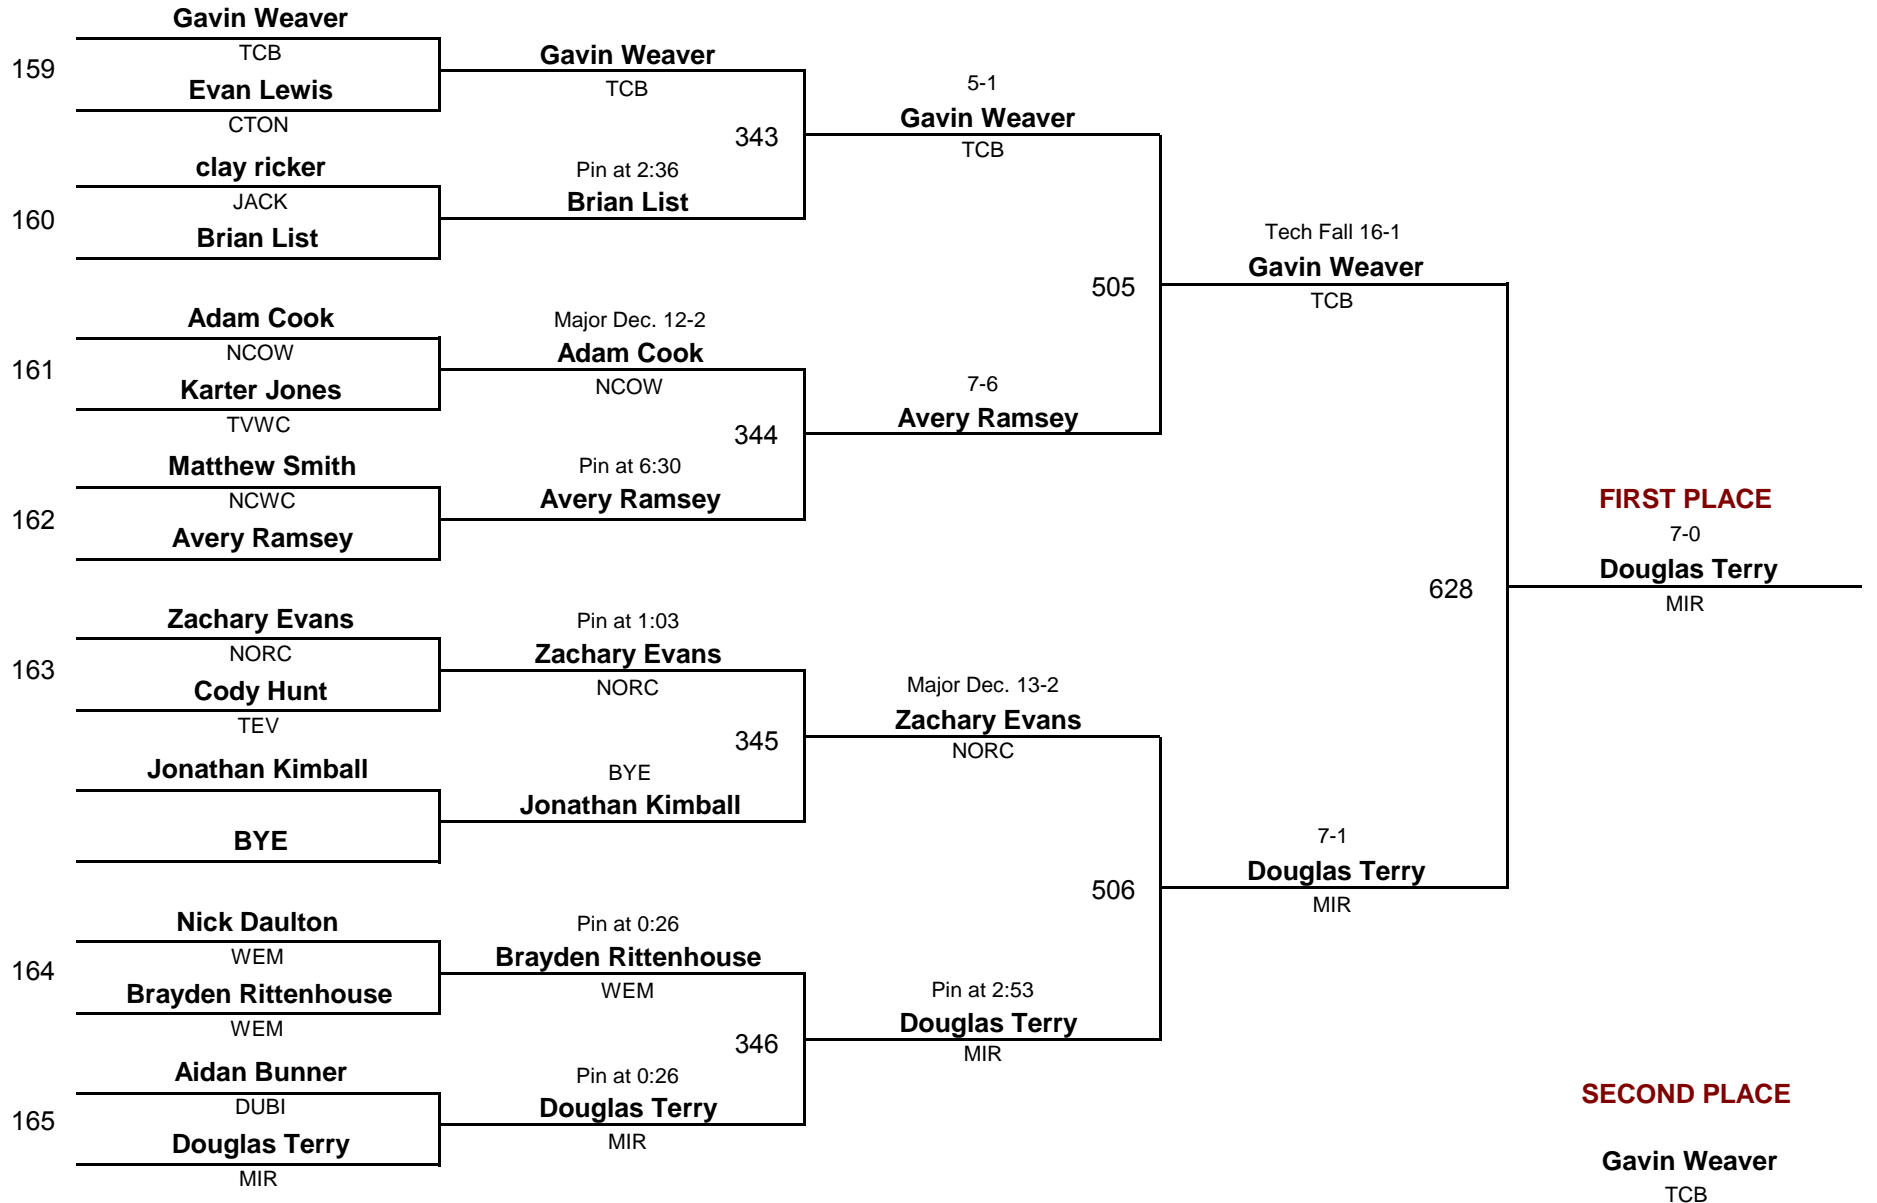 Gavin Weaver
159
TCB
Evan Lewis
CTON
clay ricker
160
JACK
Brian List
Adam Cook
161
NCOW
Karter Jones
TVWC
Matthew Smith
162
NCWC
Avery Ramsey
Zachary Evans
163
NORC
Cody Hunt
TEV
Jonathan Kimball
BYE
Nick Daulton
164
WEM
Brayden Rittenhouse
WEM
Aidan Bunner
165
DUBI
Douglas Terry
MIR
Gavin Weaver
TCB
343
Pin at 2:36
Brian List
Major Dec. 12-2
Adam Cook
NCOW
344
Pin at 6:30
Avery Ramsey
Pin at 1:03
Zachary Evans
NORC
345
BYE
Jonathan Kimball
Pin at 0:26
Brayden Rittenhouse
WEM
346
Pin at 0:26
Douglas Terry
MIR
5-1
Gavin Weaver
TCB
505
7-6
Avery Ramsey
Major Dec. 13-2
Zachary Evans
NORC
506
Pin at 2:53
Douglas Terry
MIR
Tech Fall 16-1
Gavin Weaver
TCB
628
7-1
Douglas Terry
MIR
FIRST PLACE
7-0
Douglas Terry
MIR
SECOND PLACE
Gavin Weaver
TCB